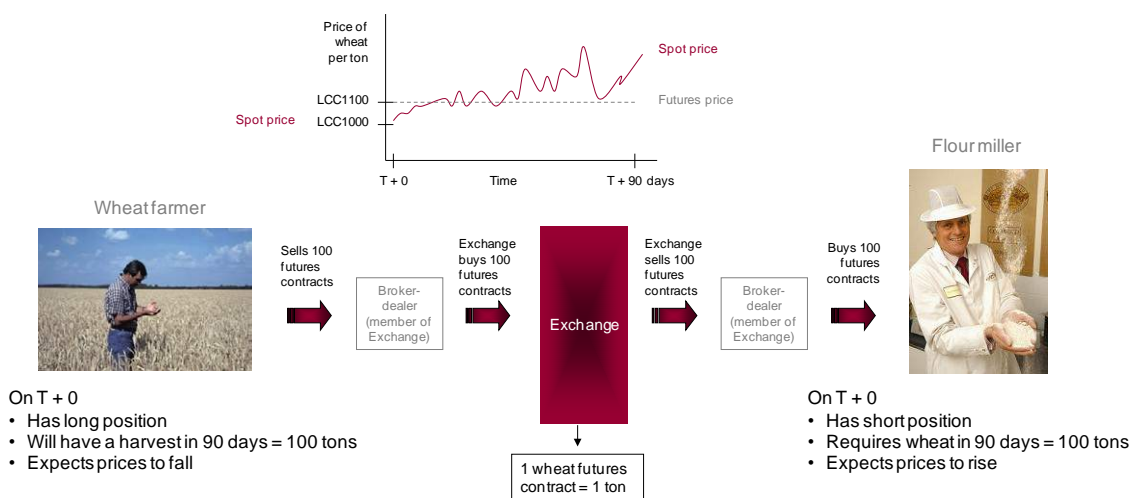 Price of
wheat
per ton
Spot price
LCC1100
Futures price
Spot price
LCC1000
T + 0
Time
T + 90 days
Flour miller
Wheat farmer
Sells 100
futures
contracts
Exchange
buys 100
futures
contracts
Exchange
sells 100
futures
contracts
Buys 100
futures
contracts
Broker-
dealer
(member of
Exchange)
Exchange
Broker-
dealer
(member of
Exchange)
On T + 0
• Has long position
• Will have a harvest in 90 days = 100 tons
• Expects prices to fall
On T + 0
• Has short position
• Requires wheat in 90 days = 100 tons
• Expects prices to rise
1 wheat futures
contract = 1 ton